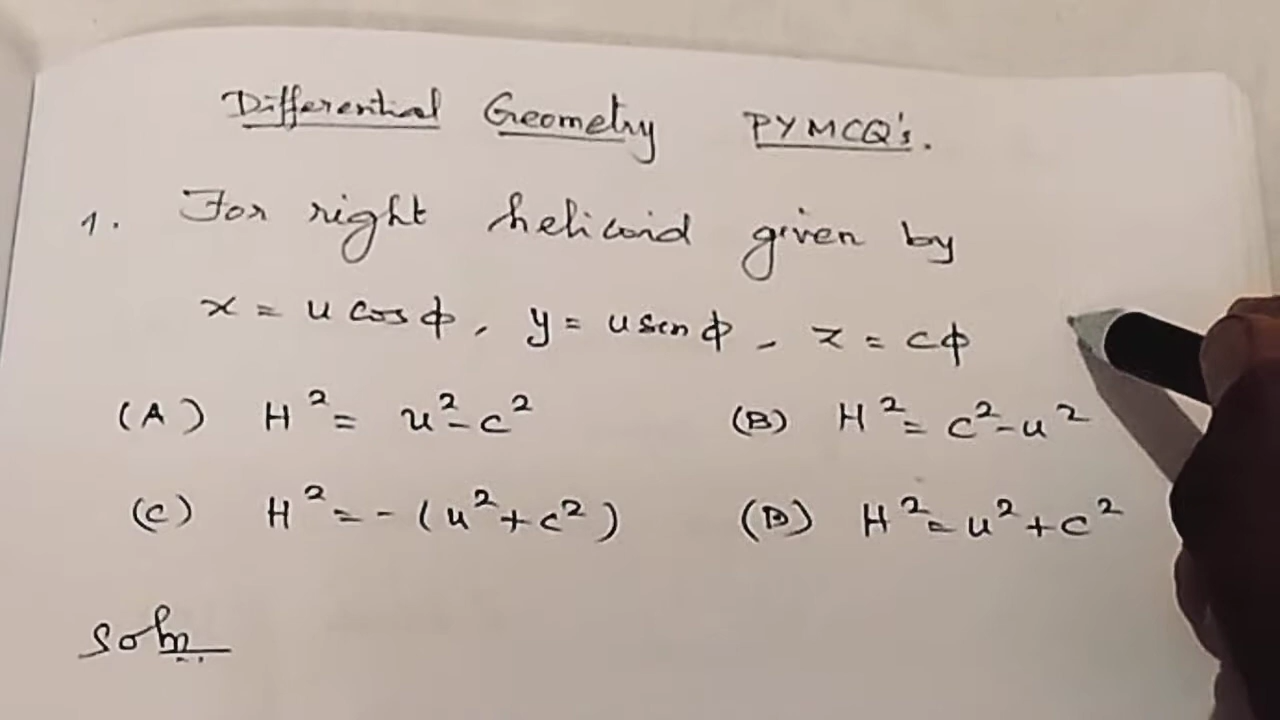 Differential Geometry PYMCQ's.
1. For right helicoid given by
x = u cos φ, y = u sin φ, z = cφ
(A) H² = u² - c² (B) H² = c² - u²
(C) H² = - (u² + c²) (D) H² = u² + c²
Soln